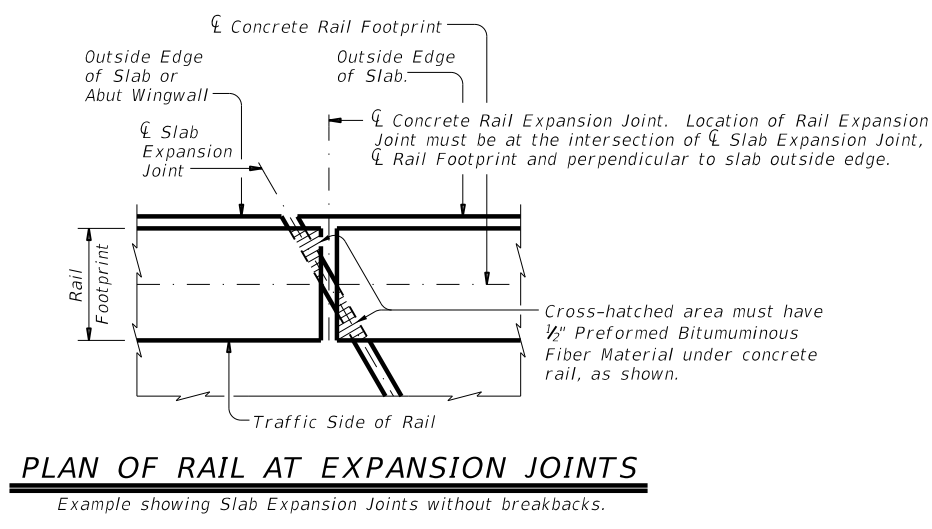 ℄ Concrete Rail Footprint
Outside Edge
of Slab or
Abut Wingwall
Outside Edge
of Slab.
℄ Slab
Expansion
Joint
℄ Concrete Rail Expansion Joint. Location of Rail Expansion
Joint must be at the intersection of ℄ Slab Expansion Joint,
℄ Rail Footprint and perpendicular to slab outside edge.
Rail
Footprint
Cross-hatched area must have
½" Preformed Bitumuminous
Fiber Material under concrete
rail, as shown.
Traffic Side of Rail
PLAN OF RAIL AT EXPANSION JOINTS
Example showing Slab Expansion Joints without breakbacks.